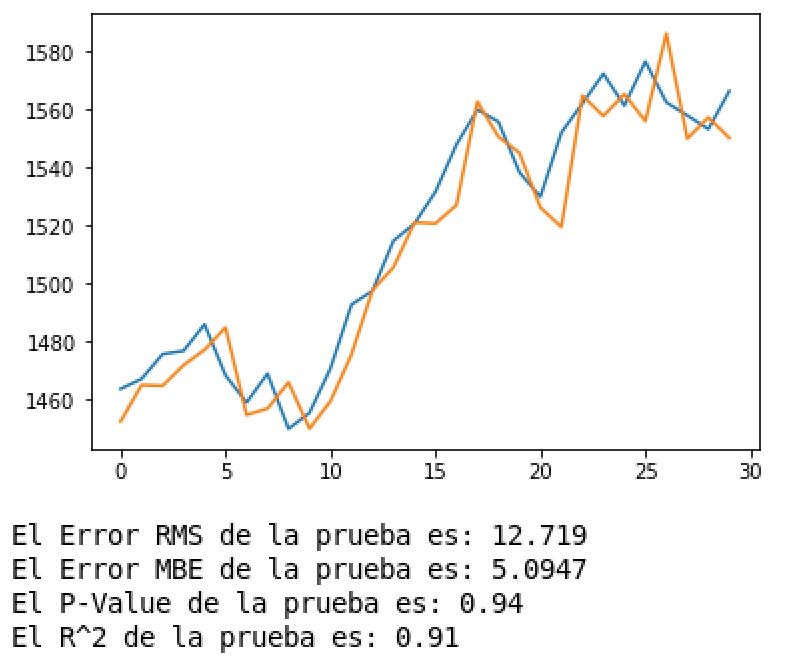 1580
1560
1540
1520
1500
1480
1460
0 5 10 15 20 25 30
El Error RMS de la prueba es: 12.719
El Error MBE de la prueba es: 5.0947
El P-Value de la prueba es: 0.94
El R^2 de la prueba es: 0.91